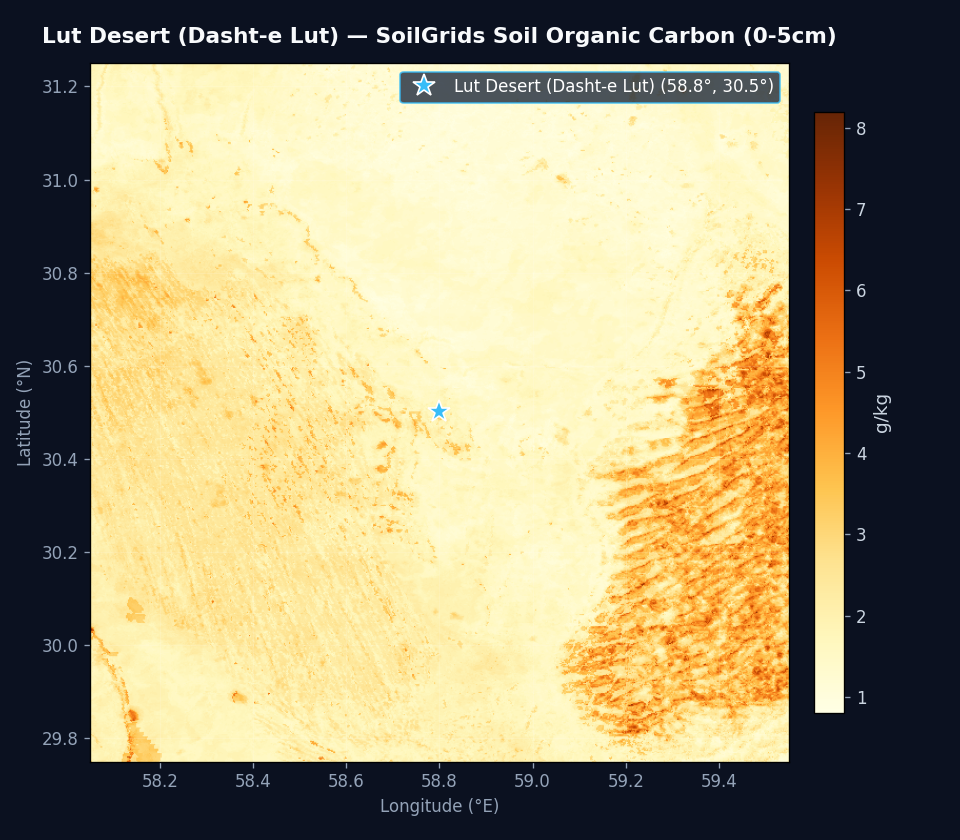 Lut Desert (Dasht-e Lut) — SoilGrids Soil Organic Carbon (0-5cm)
Lut Desert (Dasht-e Lut) (58.8°, 30.5°)
31.2
31.0
30.8
30.6
30.4
30.2
30.0
29.8
Latitude (°N)
58.2 58.4 58.6 58.8 59.0 59.2 59.4
Longitude (°E)
8
7
6
5
4
3
2
1
g/kg